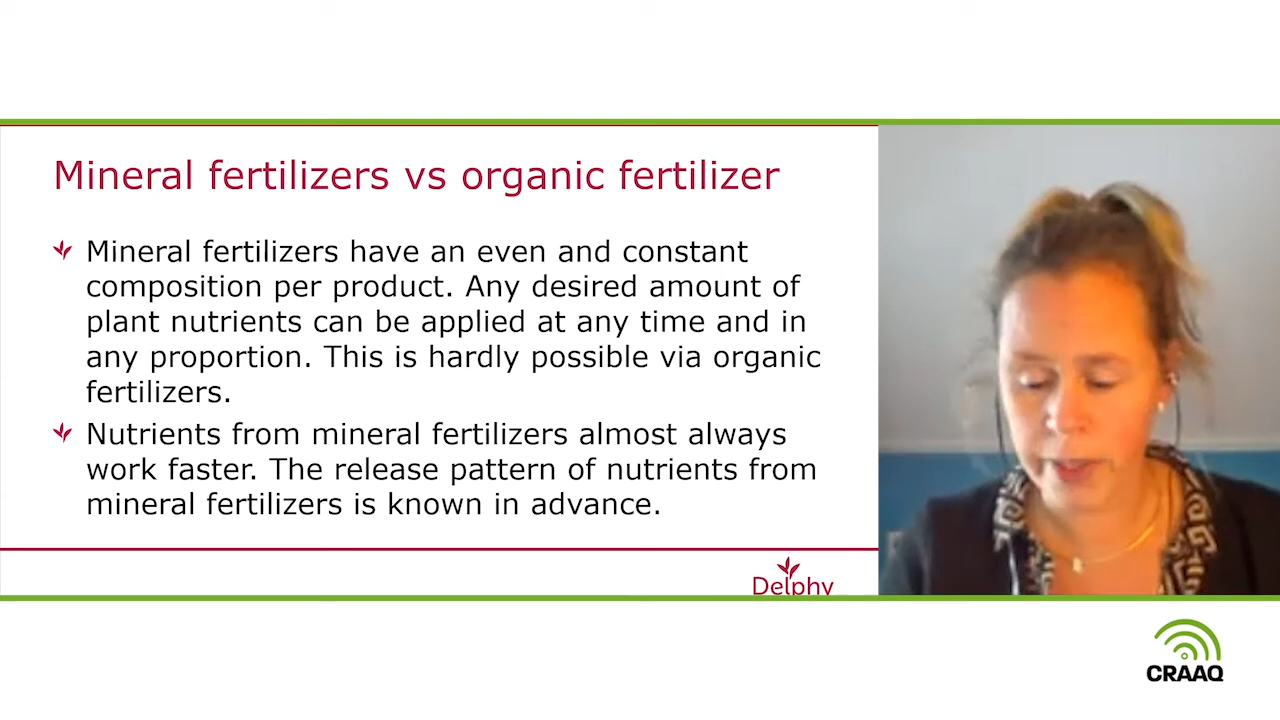 Mineral fertilizers vs organic fertilizer
Mineral fertilizers have an even and constant
composition per product. Any desired amount of
plant nutrients can be applied at any time and in
any proportion. This is hardly possible via organic
fertilizers.
Nutrients from mineral fertilizers almost always
work faster. The release pattern of nutrients from
mineral fertilizers is known in advance.
Delphy
CRAAQ